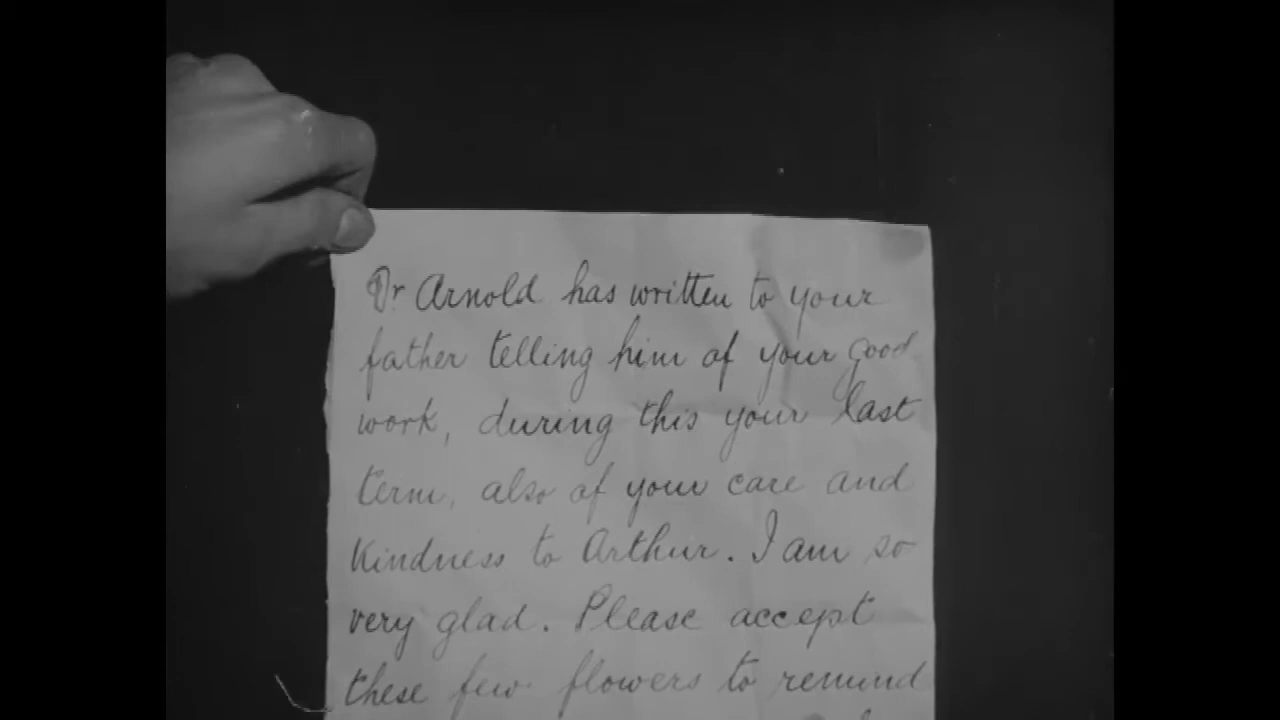 Dr Arnold has written to your
father telling him of your good
work, during this your last
term, also of your care and
kindness to Arthur. I am so
very glad. Please accept
these few flowers to remind